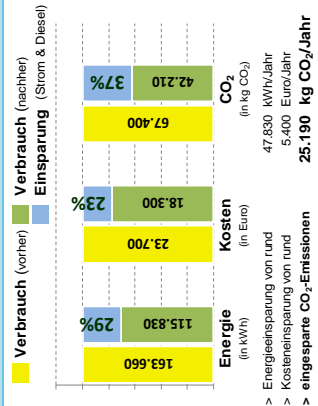 Verbrauch (vorher)
Verbrauch (nachher)
Einsparung (Strom & Diesel)
29%
23%
37%
163.660
115.830
23.700
18.300
67.400
42.210
Energie
(in kWh)
Kosten
(in Euro)
CO₂
(in kg CO₂)
> Energieeinsparung von rund 47.830 kWh/Jahr
> Kosteneinsparung von rund 5.400 Euro/Jahr
> eingesparte CO₂-Emissionen 25.190 kg CO₂/Jahr